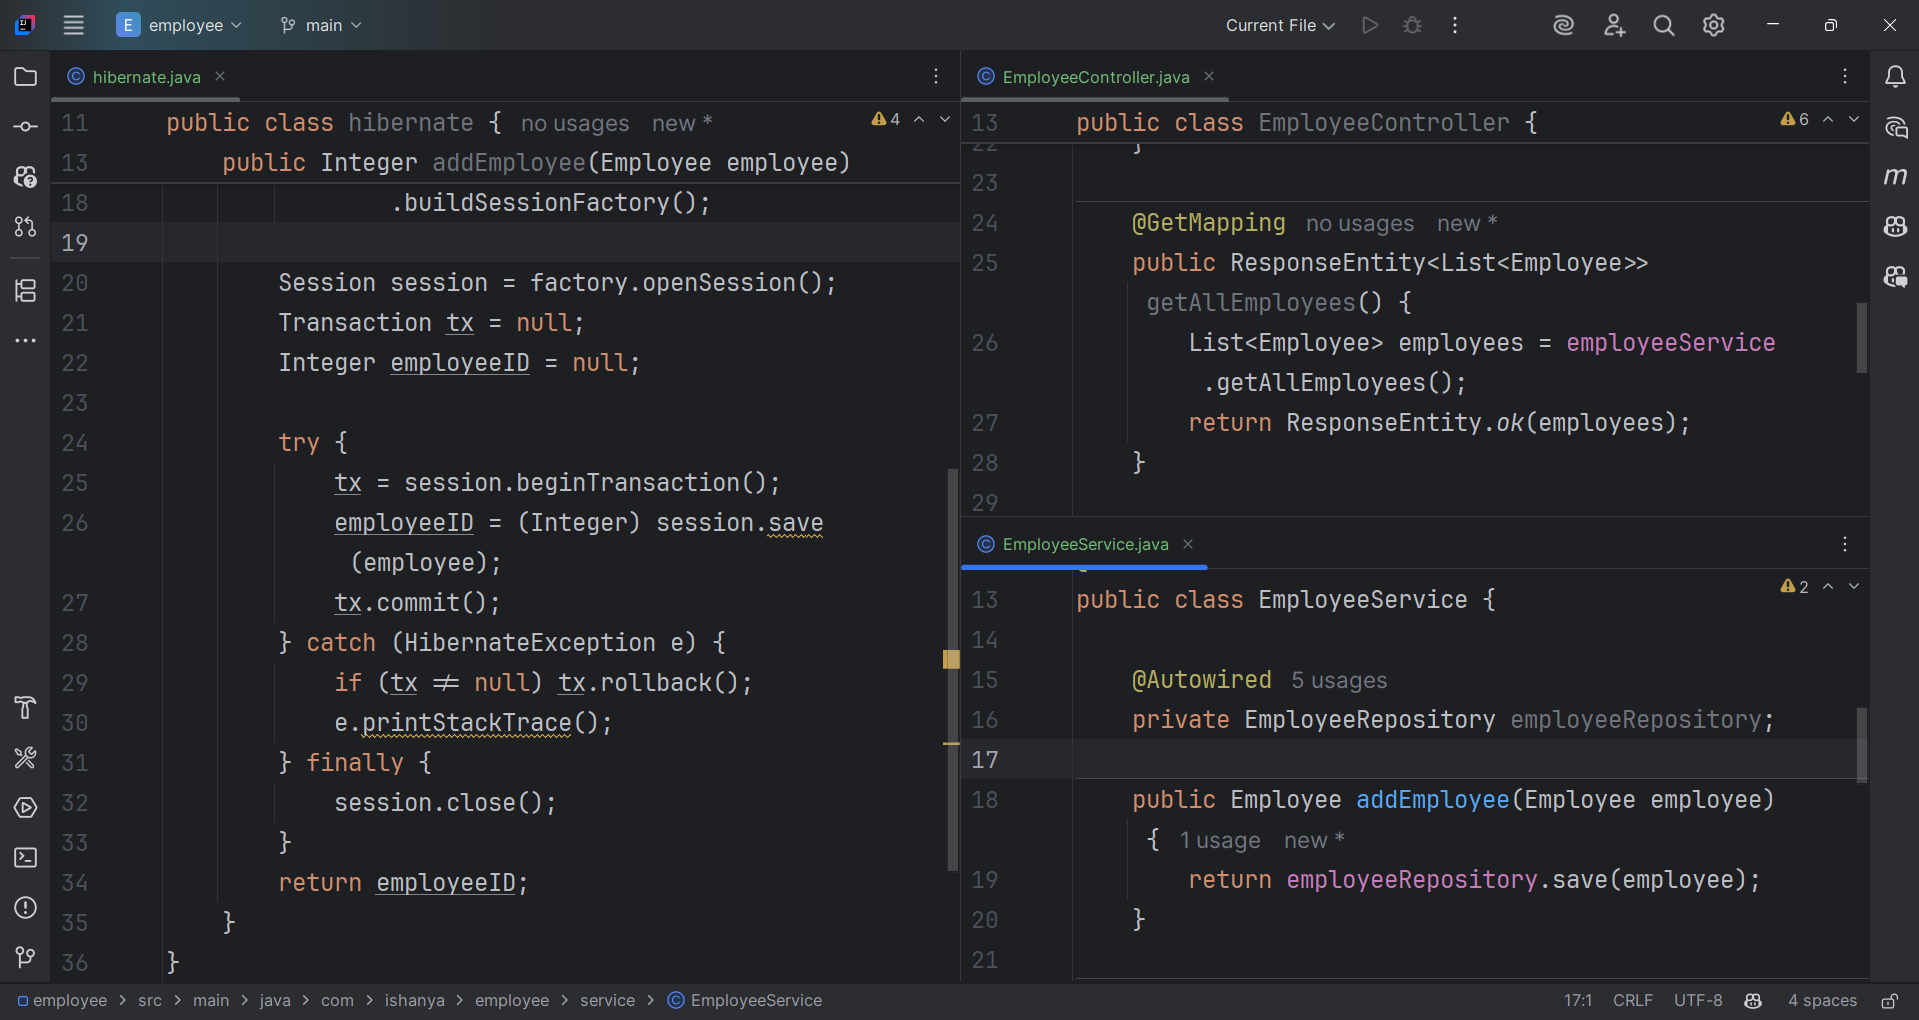 E employee main Current File
hibernate.java
11 public class hibernate { no usages new * 4
13 public Integer addEmployee(Employee employee)
18 .buildSessionFactory();
19
20 Session session = factory.openSession();
21 Transaction tx = null;
22 Integer employeeID = null;
23
24 try {
25 tx = session.beginTransaction();
26 employeeID = (Integer) session.save
(employee);
27 tx.commit();
28 } catch (HibernateException e) {
29 if (tx != null) tx.rollback();
30 e.printStackTrace();
31 } finally {
32 session.close();
33 }
34 return employeeID;
35 }
36 }
EmployeeController.java
13 public class EmployeeController { 6
22 }
23
24 @GetMapping no usages new *
25 public ResponseEntity<List<Employee>>
getAllEmployees() {
26 List<Employee> employees = employeeService
.getAllEmployees();
27 return ResponseEntity.ok(employees);
28 }
29
EmployeeService.java
13 public class EmployeeService { 2
14
15 @Autowired 5 usages
16 private EmployeeRepository employeeRepository;
17
18 public Employee addEmployee(Employee employee)
{ 1 usage new *
19 return employeeRepository.save(employee);
20 }
21
employee > src > main > java > com > ishanya > employee > service > EmployeeService 17:1 CRLF UTF-8 4 spaces